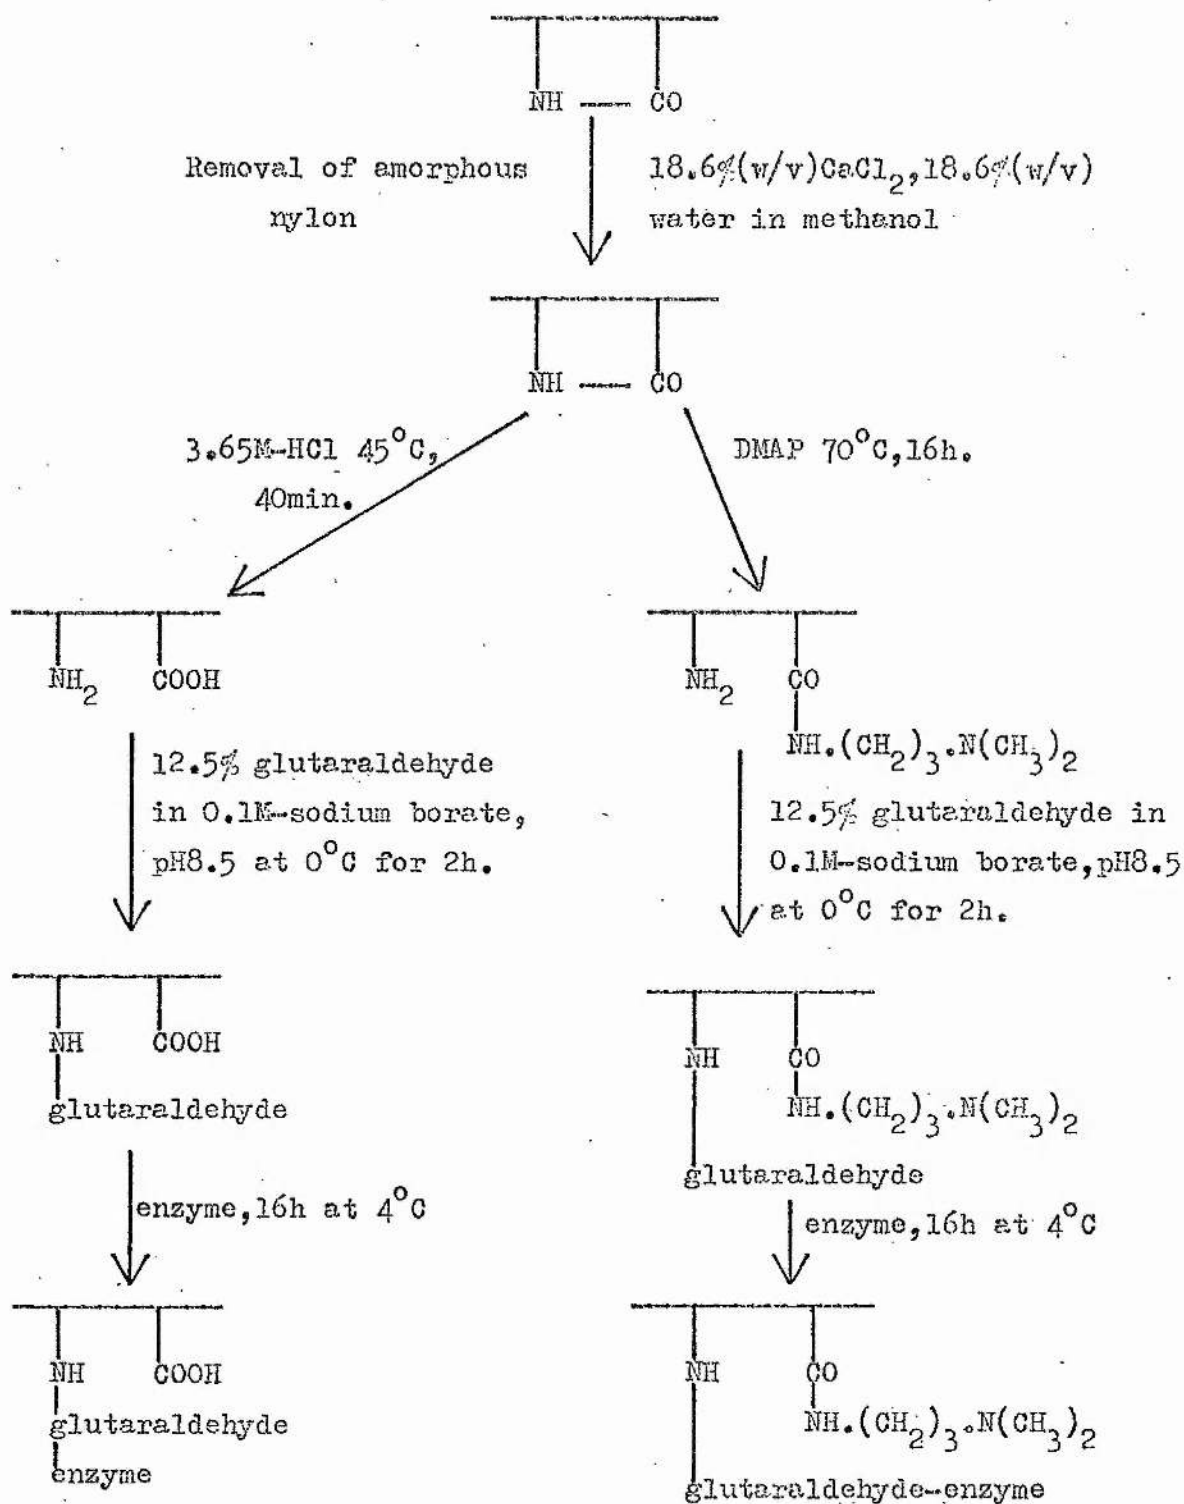 NH — CO
Removal of amorphous
nylon
18.6%(w/v)CaCl2,18.6%(w/v)
water in methanol
NH — CO
3.65M-HCl 45°C,
40min.
DMAP 70°C,16h.
NH2 COOH
12.5% glutaraldehyde
in 0.1M-sodium borate,
pH8.5 at 0°C for 2h.
NH2 CO
NH.(CH2)3.N(CH3)2
12.5% glutaraldehyde in
0.1M-sodium borate,pH8.5
at 0°C for 2h.
NH COOH
glutaraldehyde
enzyme,16h at 4°C
NH CO
NH.(CH2)3.N(CH3)2
glutaraldehyde
enzyme,16h at 4°C
NH COOH
glutaraldehyde
enzyme
NH CO
NH.(CH2)3.N(CH3)2
glutaraldehyde-enzyme